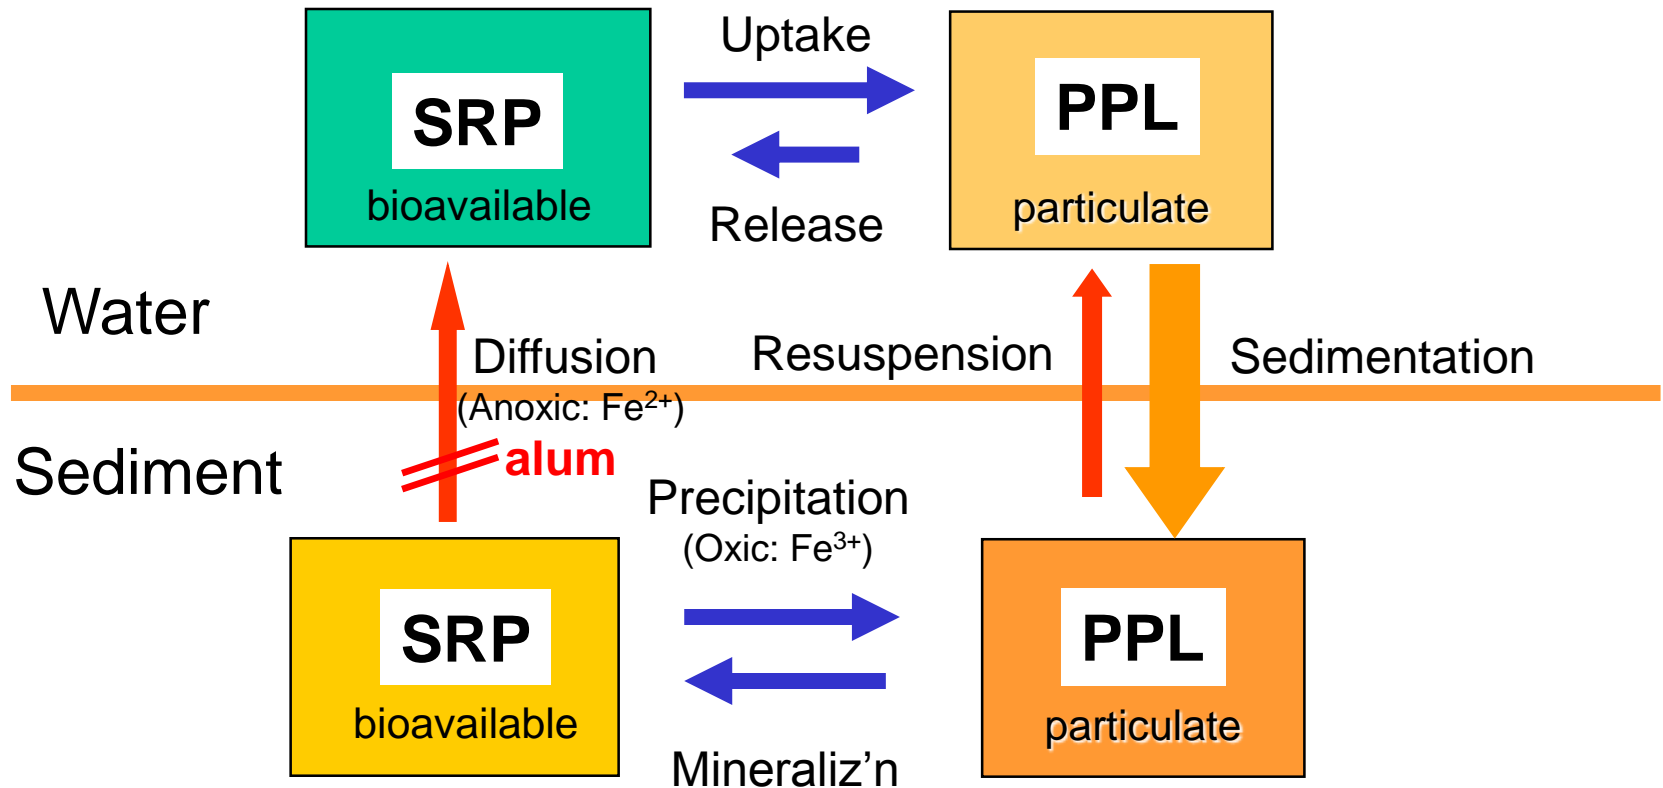 Uptake
SRP
PPL
bioavailable
particulate
Release
Water
Diffusion
Resuspension
Sedimentation
(Anoxic: Fe²⁺)
alum
Sediment
Precipitation
(Oxic: Fe³⁺)
SRP
PPL
bioavailable
particulate
Mineraliz’n